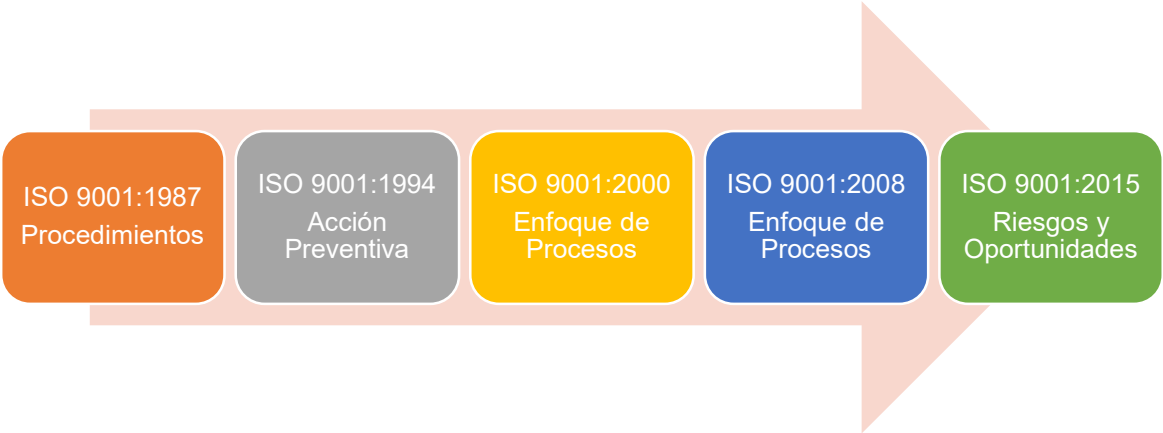 ISO 9001:1987
Procedimientos
ISO 9001:1994
Acción
Preventiva
ISO 9001:2000
Enfoque de
Procesos
ISO 9001:2008
Enfoque de
Procesos
ISO 9001:2015
Riesgos y
Oportunidades